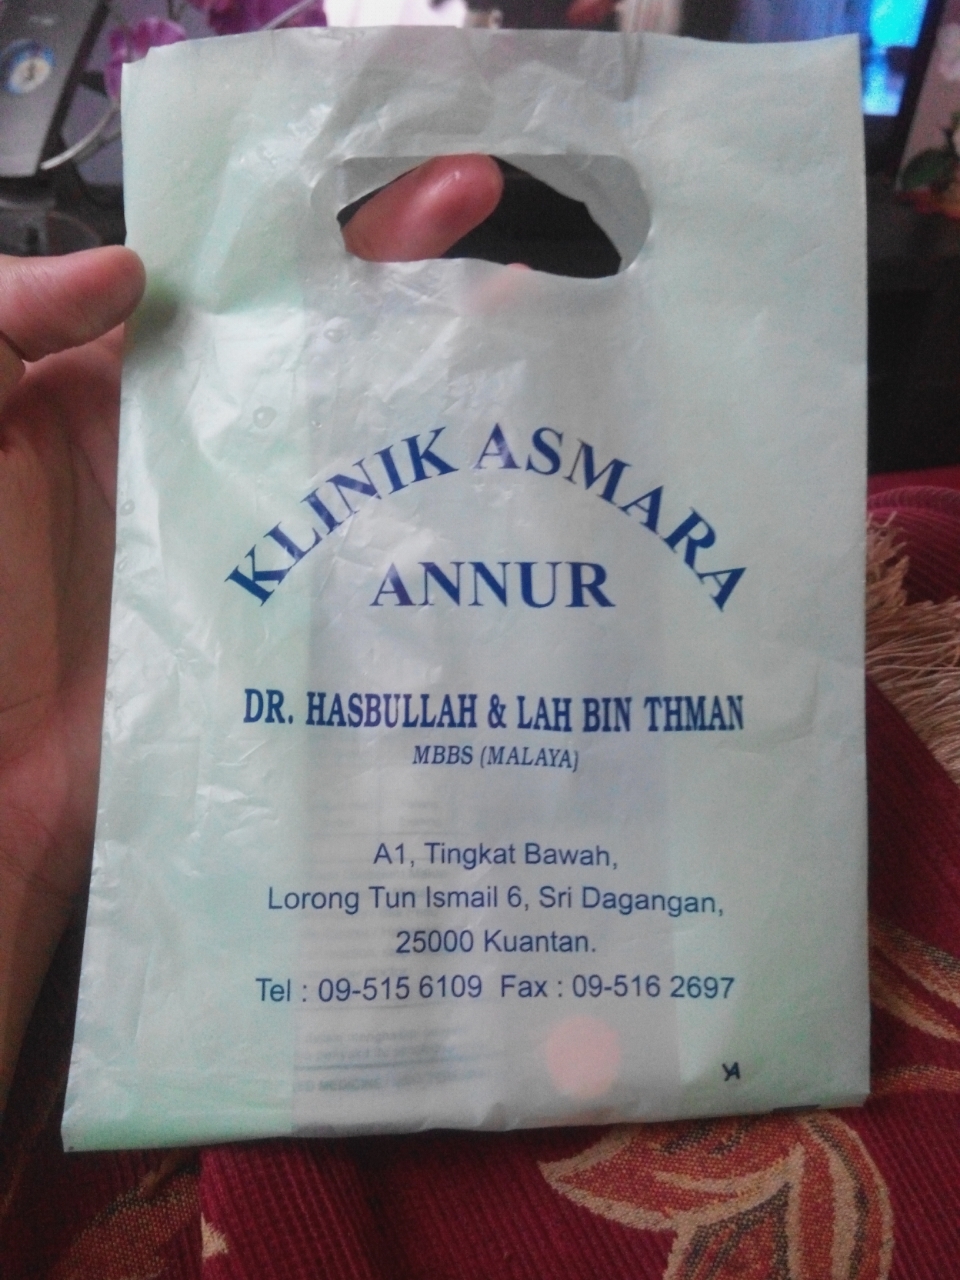 KLINIK ASMARA
ANNUR
DR. HASBULLAH & LAH BIN THMAN
MBBS (MALAYA)
A1, Tingkat Bawah,
Lorong Tun Ismail 6, Sri Dagangan,
25000 Kuantan.
Tel : 09-515 6109 Fax : 09-516 2697